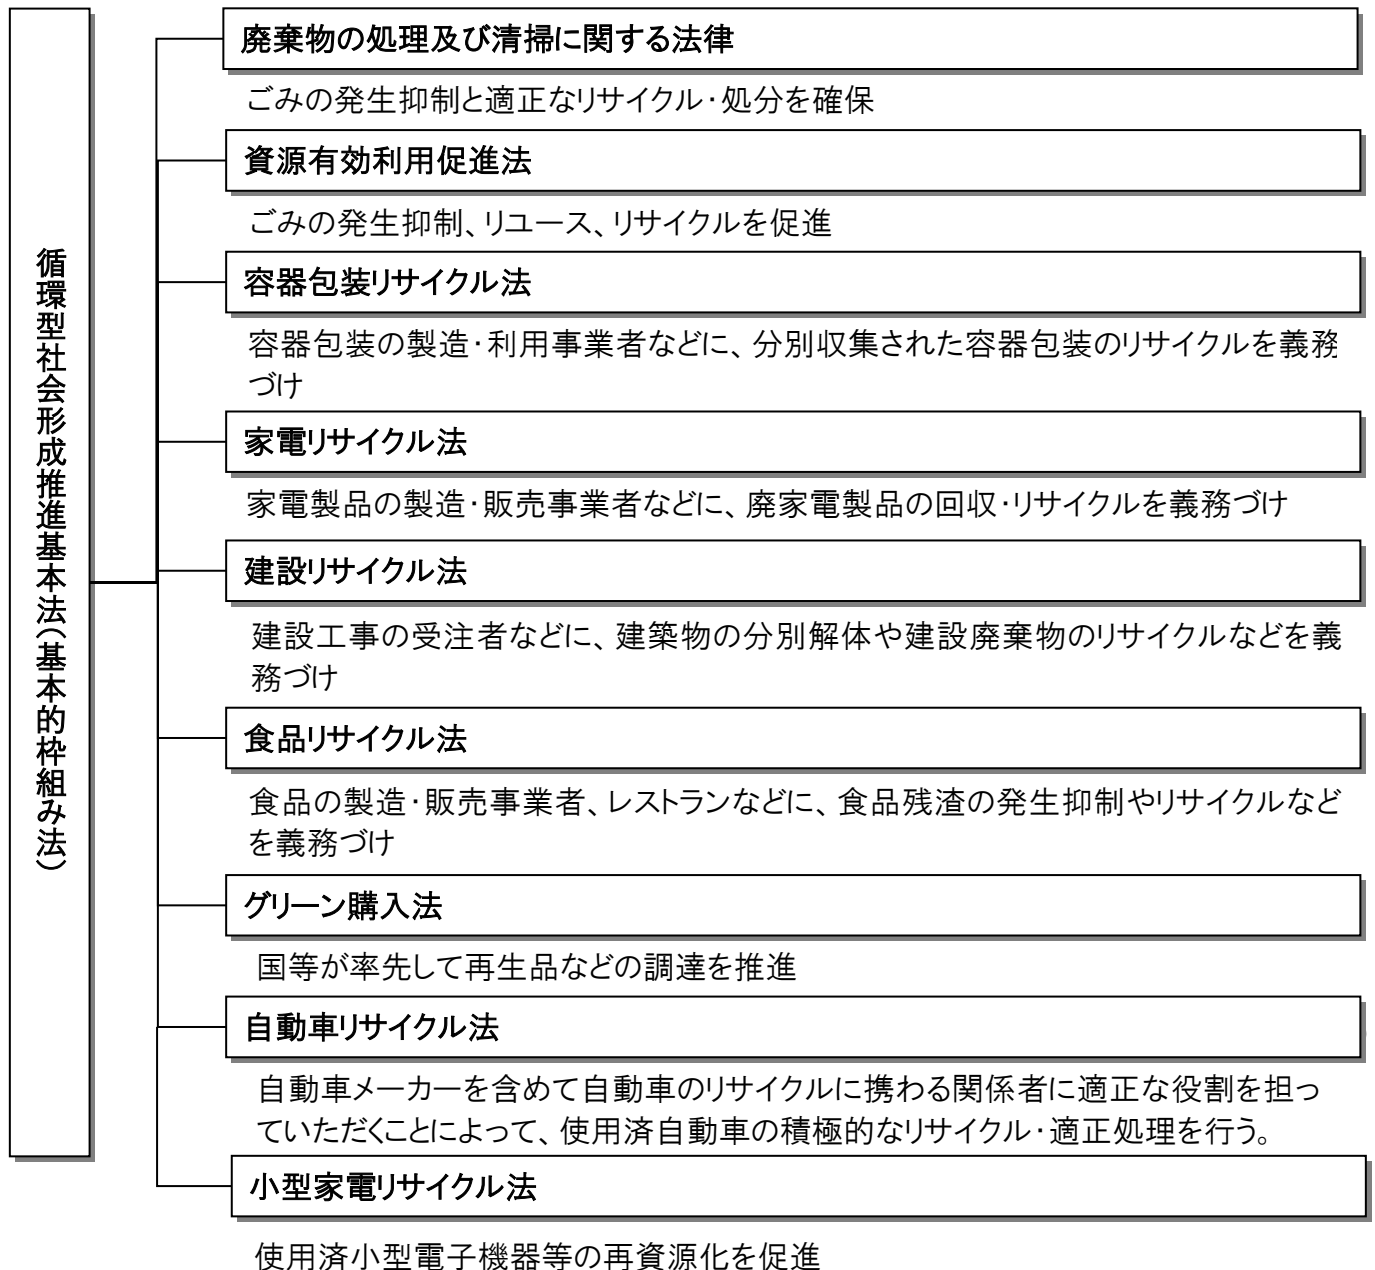 循環型社会形成推進基本法（基本的枠組み法）
廃棄物の処理及び清掃に関する法律
ごみの発生抑制と適正なリサイクル・処分を確保
資源有効利用促進法
ごみの発生抑制、リユース、リサイクルを促進
容器包装リサイクル法
容器包装の製造・利用事業者などに、分別収集された容器包装のリサイクルを義務
づけ
家電リサイクル法
家電製品の製造・販売事業者などに、廃家電製品の回収・リサイクルを義務づけ
建設リサイクル法
建設工事の受注者などに、建築物の分別解体や建設廃棄物のリサイクルなどを義
務づけ
食品リサイクル法
食品の製造・販売事業者、レストランなどに、食品残渣の発生抑制やリサイクルなど
を義務づけ
グリーン購入法
国等が率先して再生品などの調達を推進
自動車リサイクル法
自動車メーカーを含めて自動車のリサイクルに携わる関係者に適正な役割を担っ
ていただくことによって、使用済自動車の積極的なリサイクル・適正処理を行う。
小型家電リサイクル法
使用済小型電子機器等の再資源化を促進